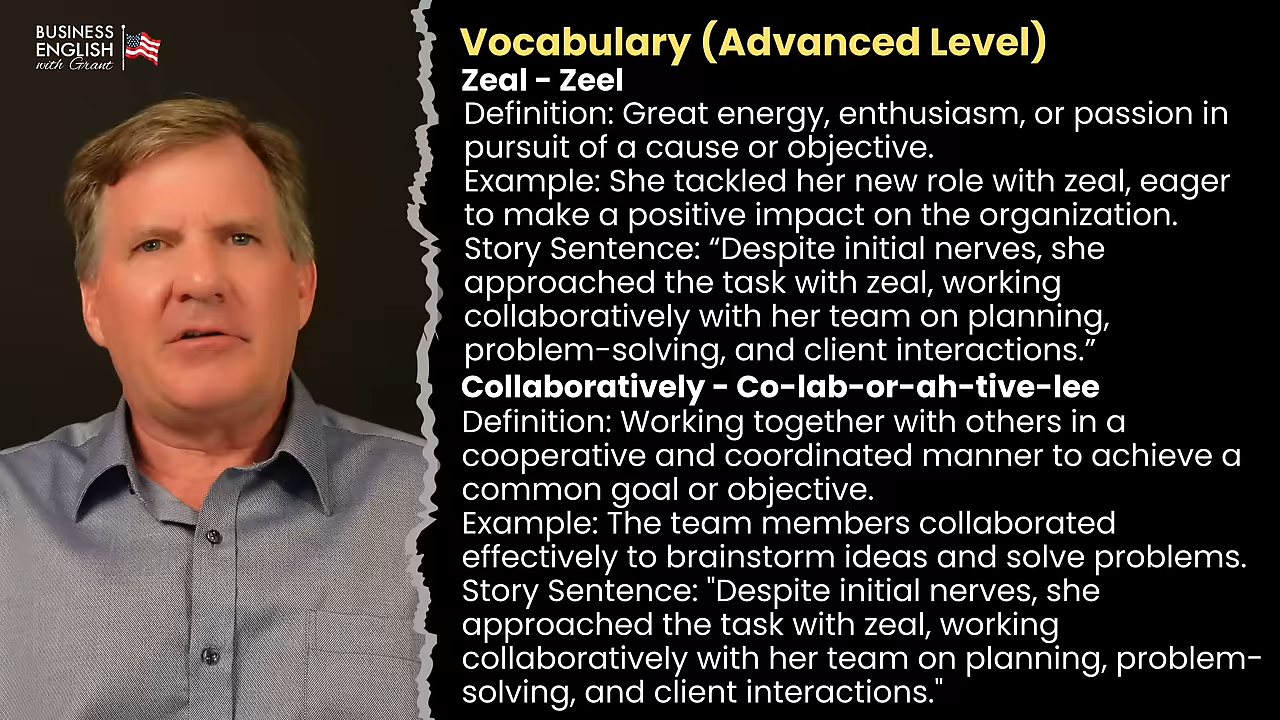 BUSINESS
ENGLISH
with Grant
Vocabulary (Advanced Level)
Zeal - Zeel
Definition: Great energy, enthusiasm, or passion in
pursuit of a cause or objective.
Example: She tackled her new role with zeal, eager
to make a positive impact on the organization.
Story Sentence: “Despite initial nerves, she
approached the task with zeal, working
collaboratively with her team on planning,
problem-solving, and client interactions.”
Collaboratively - Co-lab-or-ah-tive-lee
Definition: Working together with others in a
cooperative and coordinated manner to achieve a
common goal or objective.
Example: The team members collaborated
effectively to brainstorm ideas and solve problems.
Story Sentence: "Despite initial nerves, she
approached the task with zeal, working
collaboratively with her team on planning, problem-
solving, and client interactions."